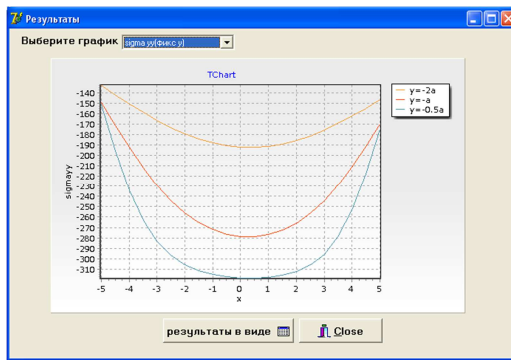 Результаты
Выберите график sigma yy(Фикс y)
TChart
y=-2a
y=-a
y=-0.5a
-140
-150
-160
-170
-180
-190
-200
-210
-220
-230
-240
-250
-260
-270
-280
-290
-300
-310
sigmayy
-5 -4 -3 -2 -1 0 1 2 3 4 5
x
результаты в виде
Close